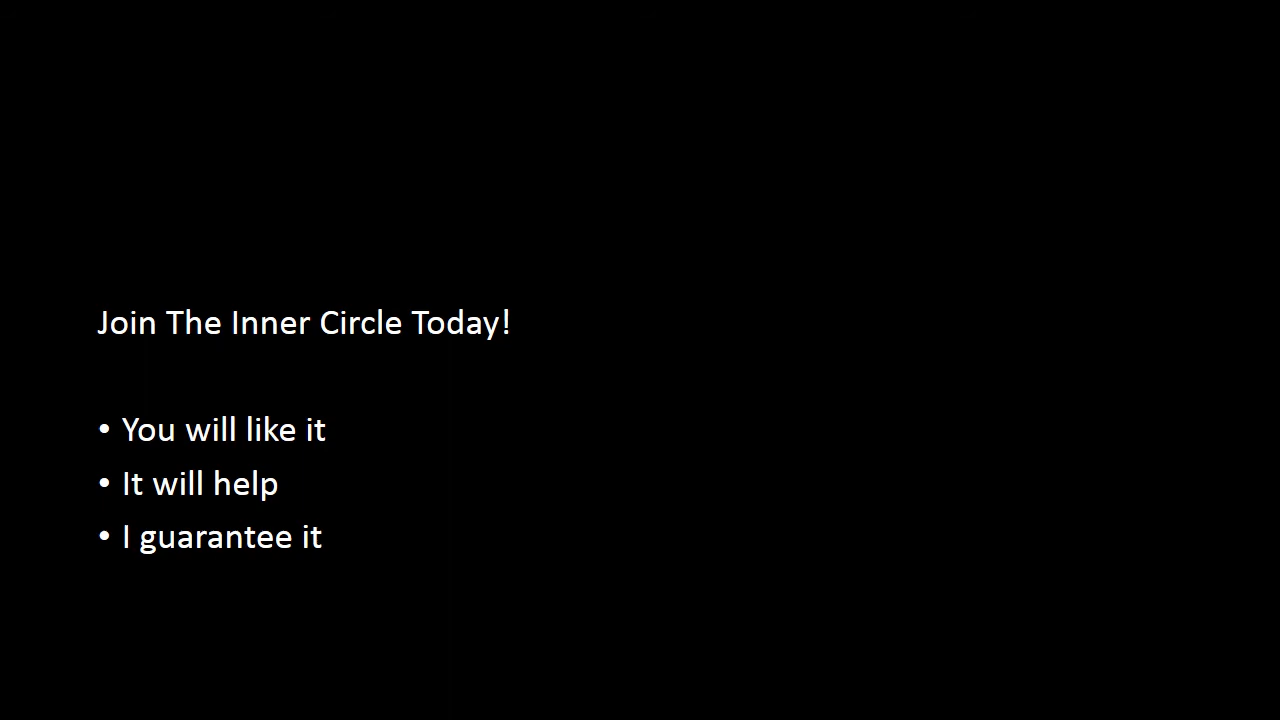 Join The Inner Circle Today!
• You will like it
• It will help
• I guarantee it